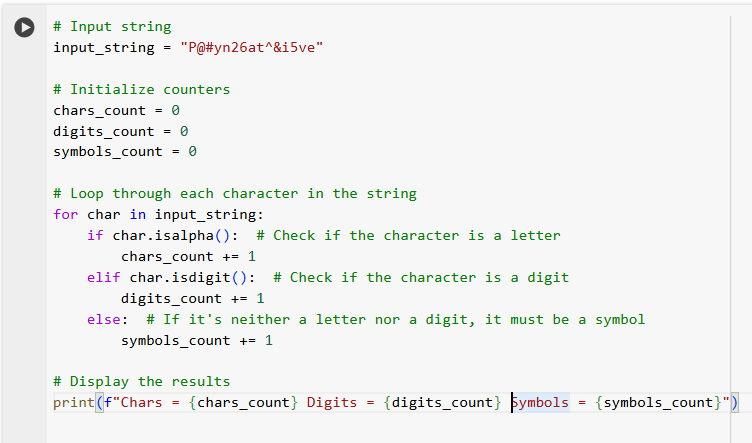 # Input string
input_string = "P@#yn26at^&i5ve"
# Initialize counters
chars_count = 0
digits_count = 0
symbols_count = 0
# Loop through each character in the string
for char in input_string:
    if char.isalpha():  # Check if the character is a letter
        chars_count += 1
    elif char.isdigit():  # Check if the character is a digit
        digits_count += 1
    else:  # If it's neither a letter nor a digit, it must be a symbol
        symbols_count += 1
# Display the results
print(f"Chars = {chars_count} Digits = {digits_count} Symbols = {symbols_count}")